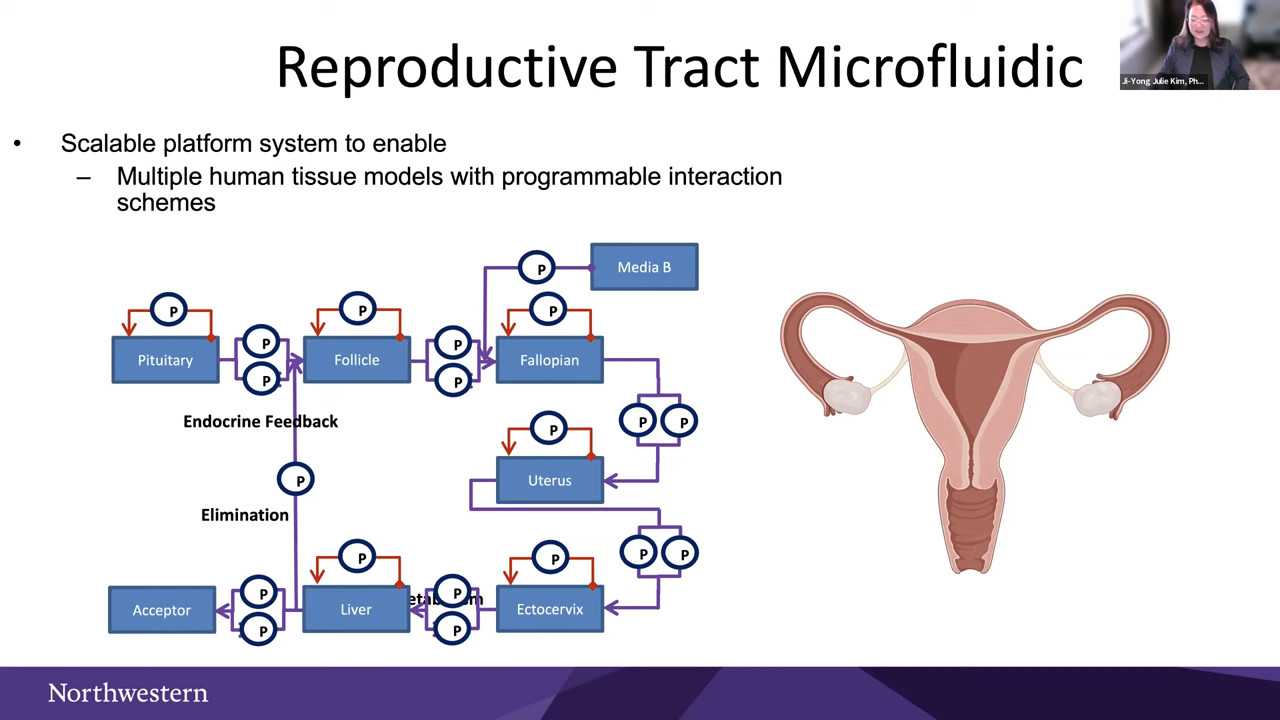 Reproductive Tract Microfluidic
Ji-Yong Julie Kim, Ph...
• Scalable platform system to enable
– Multiple human tissue models with programmable interaction
schemes
P
Media B
P
P
P
Pituitary
P
P
Follicle
P
P
Fallopian
Endocrine Feedback
P
P
P
Uterus
P
Elimination
P
P
P
P
Acceptor
P
P
Liver
P
P
Ectocervix
Northwestern